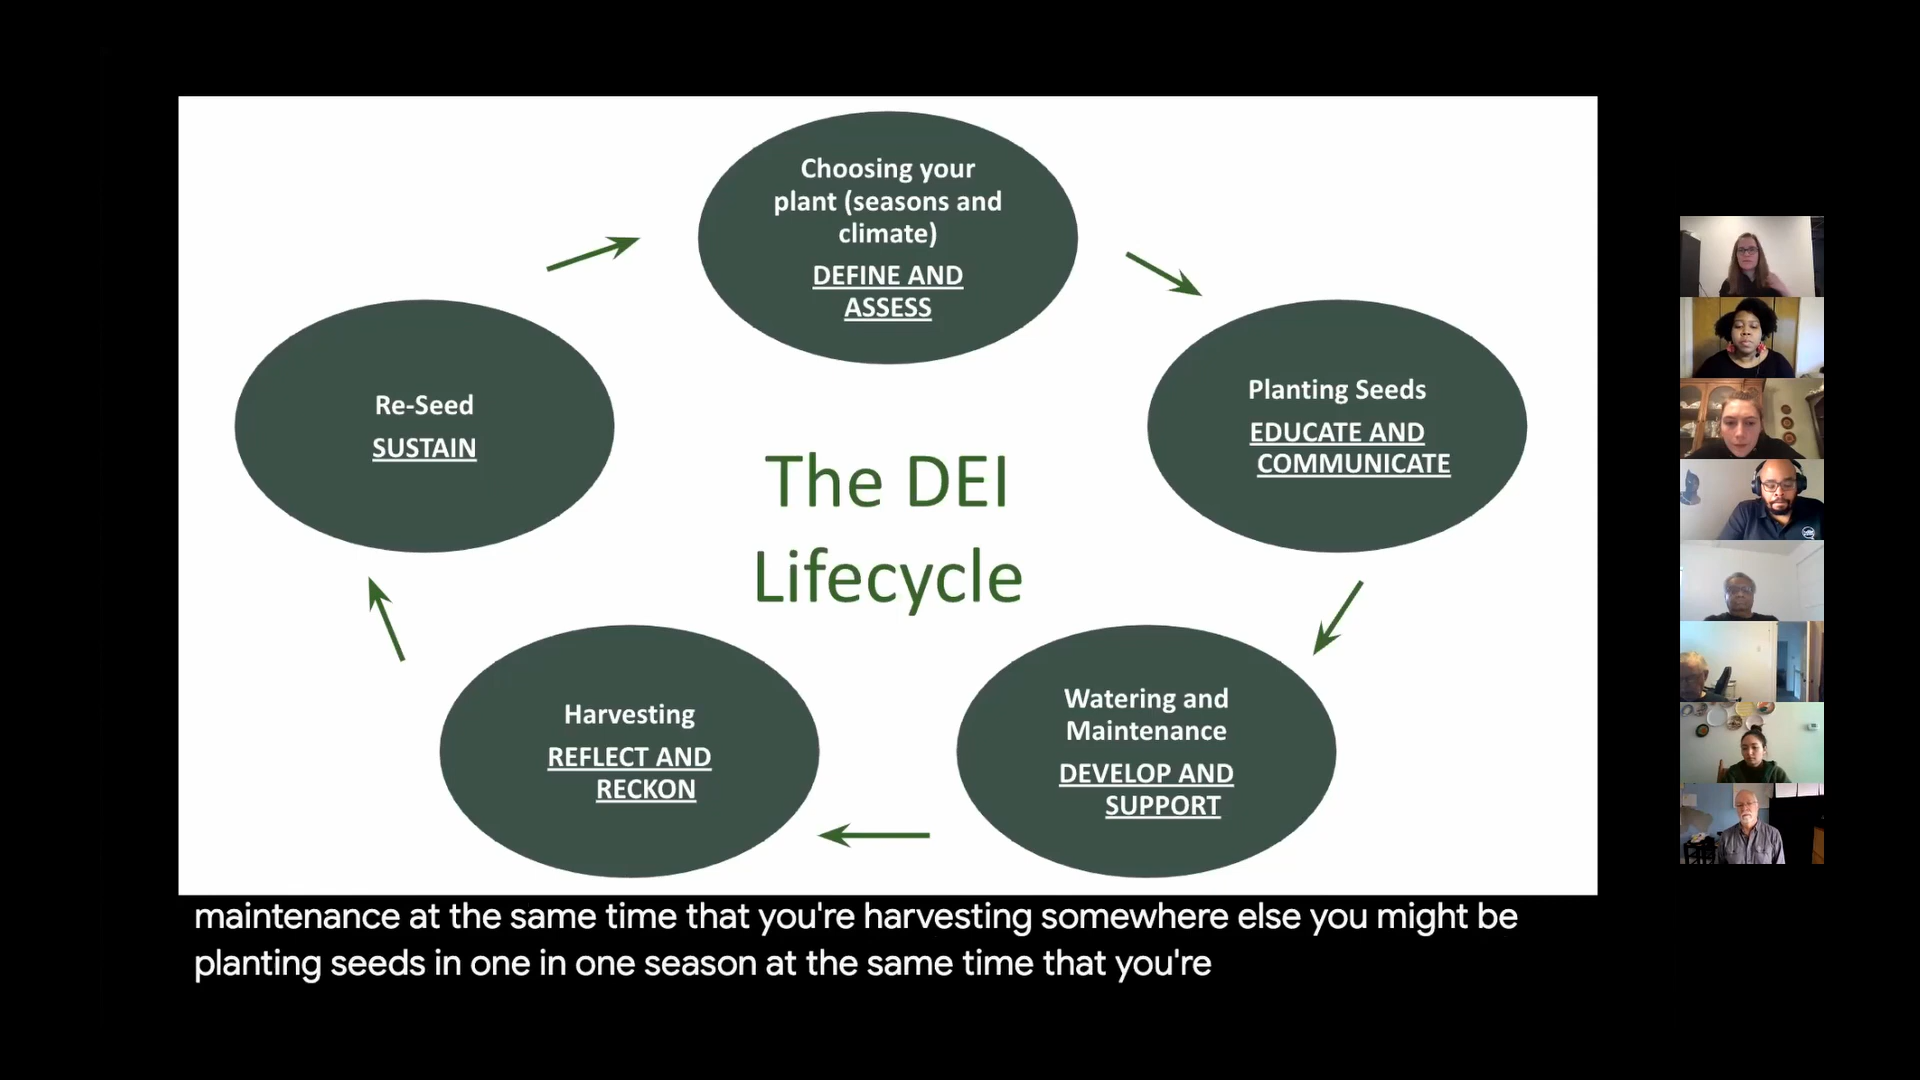 Choosing your
plant (seasons and
climate)
DEFINE AND
ASSESS
Planting Seeds
EDUCATE AND
COMMUNICATE
Watering and
Maintenance
DEVELOP AND
SUPPORT
Harvesting
REFLECT AND
RECKON
Re-Seed
SUSTAIN
The DEI
Lifecycle
maintenance at the same time that you're harvesting somewhere else you might be
planting seeds in one in one season at the same time that you're